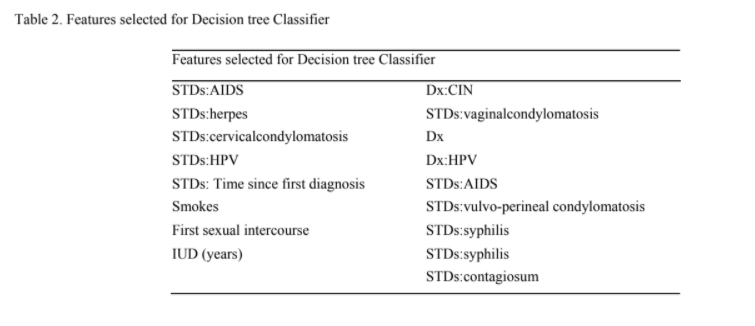 Table 2. Features selected for Decision tree Classifier
Features selected for Decision tree Classifier
STDs:AIDS Dx:CIN
STDs:herpes STDs:vaginalcondylomatosis
STDs:cervicalcondylomatosis Dx
STDs:HPV Dx:HPV
STDs: Time since first diagnosis STDs:AIDS
Smokes STDs:vulvo-perineal condylomatosis
First sexual intercourse STDs:syphilis
IUD (years) STDs:syphilis
STDs:contagiosum